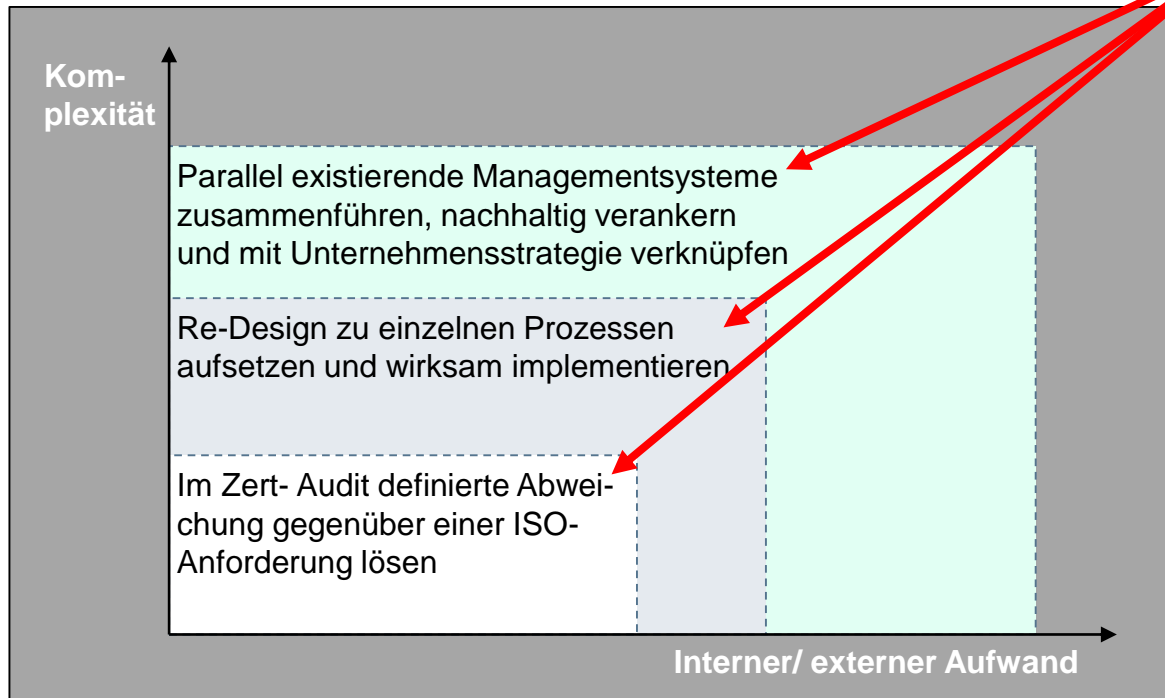 Kom-
plexität
Parallel existierende Managementsysteme
zusammenführen, nachhaltig verankern
und mit Unternehmensstrategie verknüpfen
Re-Design zu einzelnen Prozessen
aufsetzen und wirksam implementieren
Im Zert- Audit definierte Abwei-
chung gegenüber einer ISO-
Anforderung lösen
Interner/ externer Aufwand